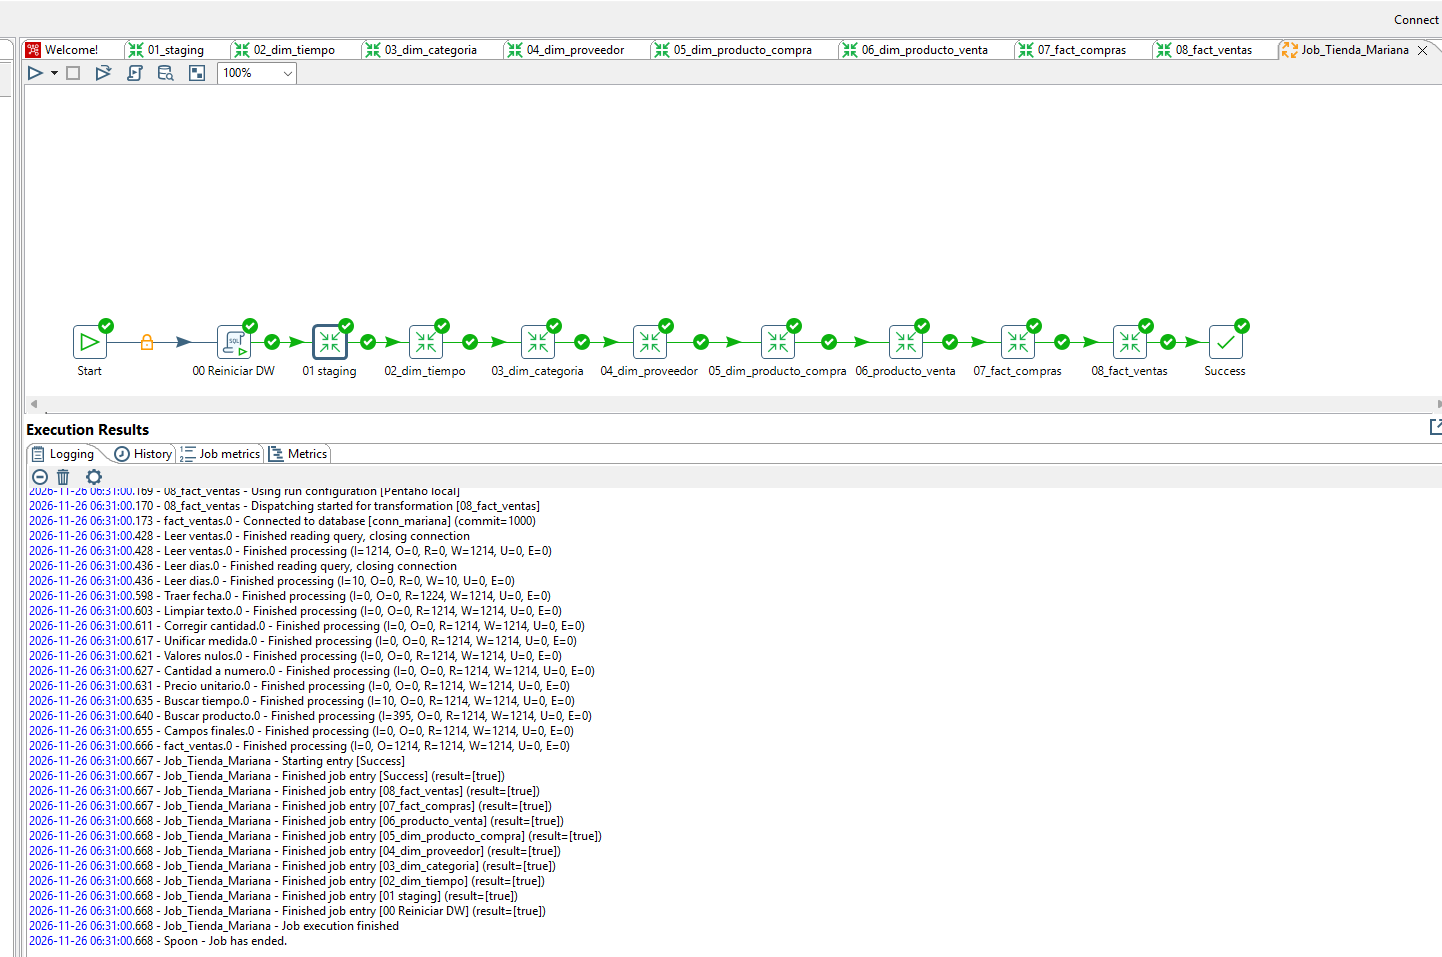 Connect
Welcome!
01_staging
02_dim_tiempo
03_dim_categoria
04_dim_proveedor
05_dim_producto_compra
06_dim_producto_venta
07_fact_compras
08_fact_ventas
Job_Tienda_Mariana
100%
SQL
Start
00 Reiniciar DW
01 staging
02_dim_tiempo
03_dim_categoria
04_dim_proveedor
05_dim_producto_compra
06_producto_venta
07_fact_compras
08_fact_ventas
Success
Execution Results
Logging
History
Job metrics
Metrics
2026-11-26 06:31:00.169 - 08_fact_ventas - Using run configuration [Pentaho local]
2026-11-26 06:31:00.170 - 08_fact_ventas - Dispatching started for transformation [08_fact_ventas]
2026-11-26 06:31:00.173 - fact_ventas.0 - Connected to database [conn_mariana] (commit=1000)
2026-11-26 06:31:00.428 - Leer ventas.0 - Finished reading query, closing connection
2026-11-26 06:31:00.428 - Leer ventas.0 - Finished processing (I=1214, O=0, R=0, W=1214, U=0, E=0)
2026-11-26 06:31:00.436 - Leer dias.0 - Finished reading query, closing connection
2026-11-26 06:31:00.436 - Leer dias.0 - Finished processing (I=10, O=0, R=0, W=10, U=0, E=0)
2026-11-26 06:31:00.598 - Traer fecha.0 - Finished processing (I=0, O=0, R=1224, W=1214, U=0, E=0)
2026-11-26 06:31:00.603 - Limpiar texto.0 - Finished processing (I=0, O=0, R=1214, W=1214, U=0, E=0)
2026-11-26 06:31:00.611 - Corregir cantidad.0 - Finished processing (I=0, O=0, R=1214, W=1214, U=0, E=0)
2026-11-26 06:31:00.617 - Unificar medida.0 - Finished processing (I=0, O=0, R=1214, W=1214, U=0, E=0)
2026-11-26 06:31:00.621 - Valores nulos.0 - Finished processing (I=0, O=0, R=1214, W=1214, U=0, E=0)
2026-11-26 06:31:00.627 - Cantidad a numero.0 - Finished processing (I=0, O=0, R=1214, W=1214, U=0, E=0)
2026-11-26 06:31:00.631 - Precio unitario.0 - Finished processing (I=0, O=0, R=1214, W=1214, U=0, E=0)
2026-11-26 06:31:00.635 - Buscar tiempo.0 - Finished processing (I=10, O=0, R=1214, W=1214, U=0, E=0)
2026-11-26 06:31:00.640 - Buscar producto.0 - Finished processing (I=395, O=0, R=1214, W=1214, U=0, E=0)
2026-11-26 06:31:00.655 - Campos finales.0 - Finished processing (I=0, O=0, R=1214, W=1214, U=0, E=0)
2026-11-26 06:31:00.666 - fact_ventas.0 - Finished processing (I=0, O=1214, R=1214, W=1214, U=0, E=0)
2026-11-26 06:31:00.667 - Job_Tienda_Mariana - Starting entry [Success]
2026-11-26 06:31:00.667 - Job_Tienda_Mariana - Finished job entry [Success] (result=[true])
2026-11-26 06:31:00.667 - Job_Tienda_Mariana - Finished job entry [08_fact_ventas] (result=[true])
2026-11-26 06:31:00.667 - Job_Tienda_Mariana - Finished job entry [07_fact_compras] (result=[true])
2026-11-26 06:31:00.668 - Job_Tienda_Mariana - Finished job entry [06_producto_venta] (result=[true])
2026-11-26 06:31:00.668 - Job_Tienda_Mariana - Finished job entry [05_dim_producto_compra] (result=[true])
2026-11-26 06:31:00.668 - Job_Tienda_Mariana - Finished job entry [04_dim_proveedor] (result=[true])
2026-11-26 06:31:00.668 - Job_Tienda_Mariana - Finished job entry [03_dim_categoria] (result=[true])
2026-11-26 06:31:00.668 - Job_Tienda_Mariana - Finished job entry [02_dim_tiempo] (result=[true])
2026-11-26 06:31:00.668 - Job_Tienda_Mariana - Finished job entry [01 staging] (result=[true])
2026-11-26 06:31:00.668 - Job_Tienda_Mariana - Finished job entry [00 Reiniciar DW] (result=[true])
2026-11-26 06:31:00.668 - Job_Tienda_Mariana - Job execution finished
2026-11-26 06:31:00.668 - Spoon - Job has ended.